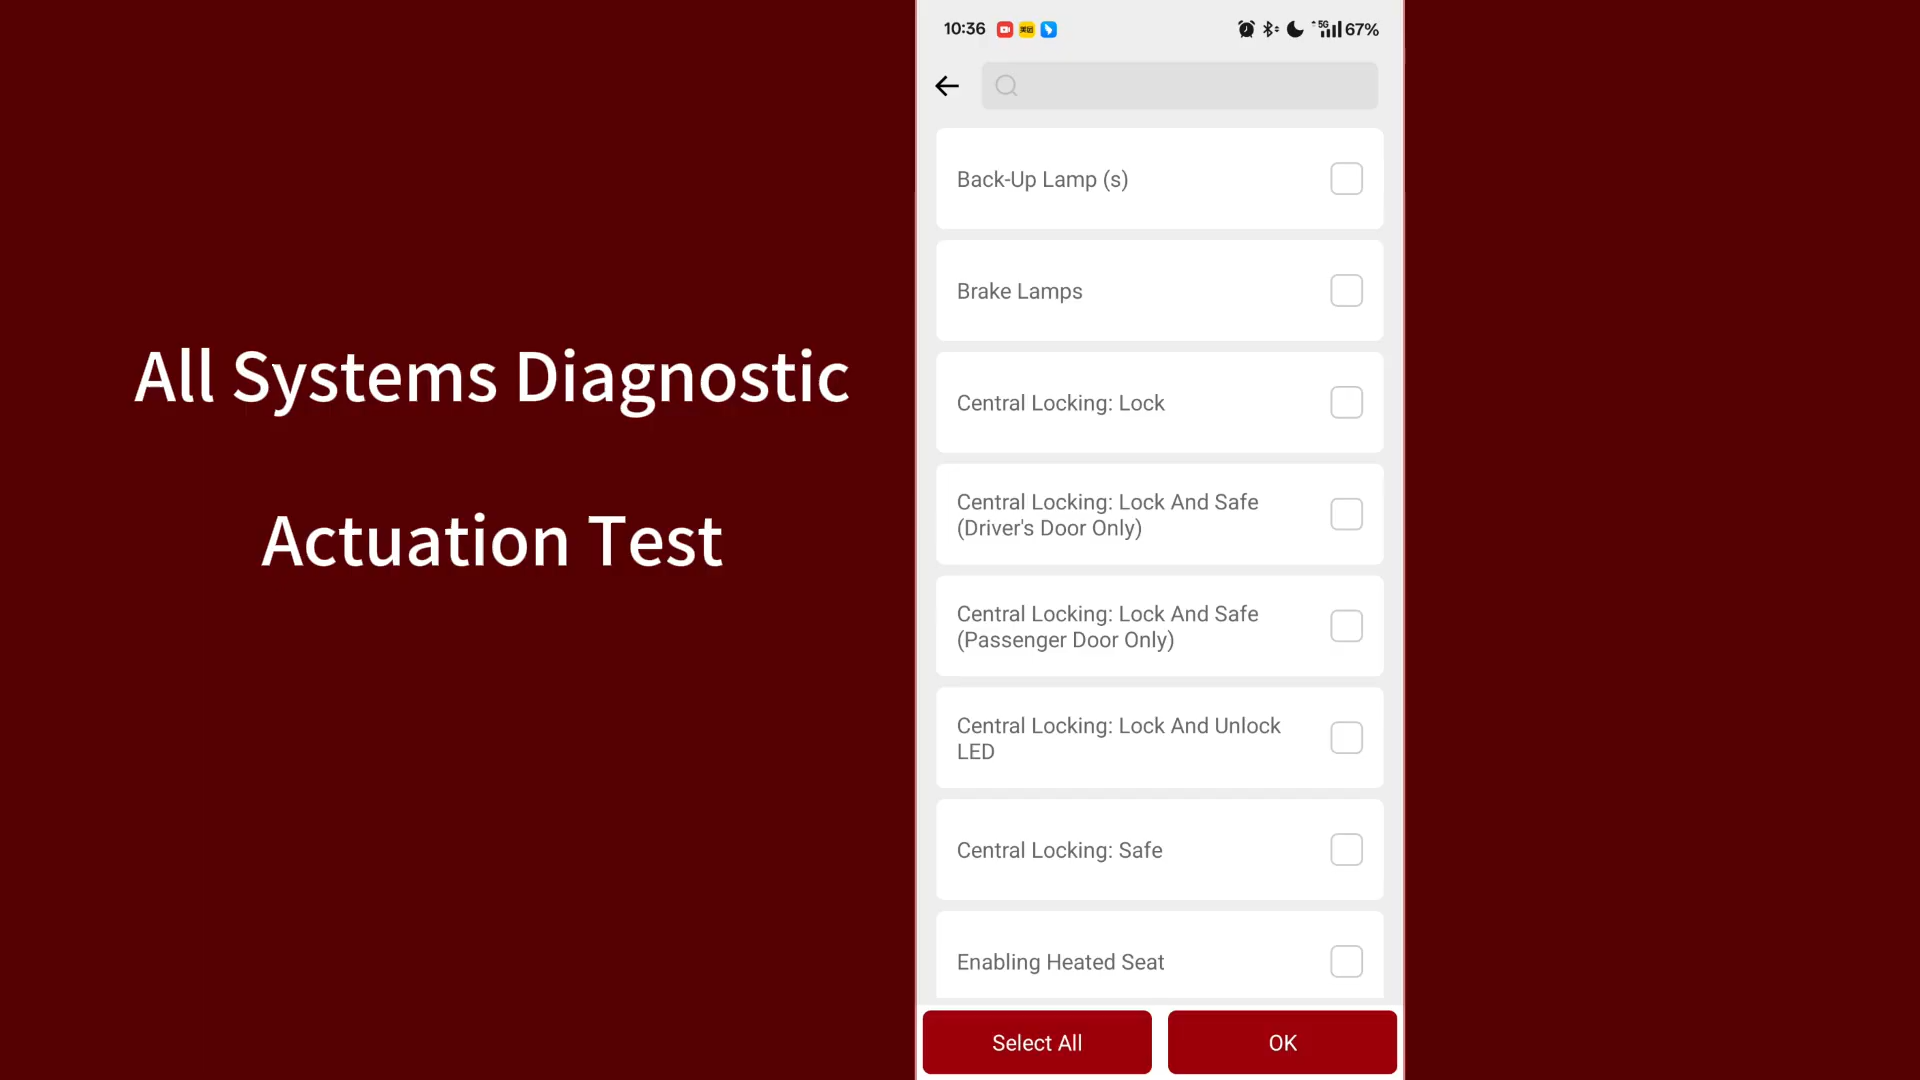 All Systems Diagnostic
Actuation Test
10:36
5G
67%
Back-Up Lamp (s)
Brake Lamps
Central Locking: Lock
Central Locking: Lock And Safe
(Driver's Door Only)
Central Locking: Lock And Safe
(Passenger Door Only)
Central Locking: Lock And Unlock
LED
Central Locking: Safe
Enabling Heated Seat
Select All
OK